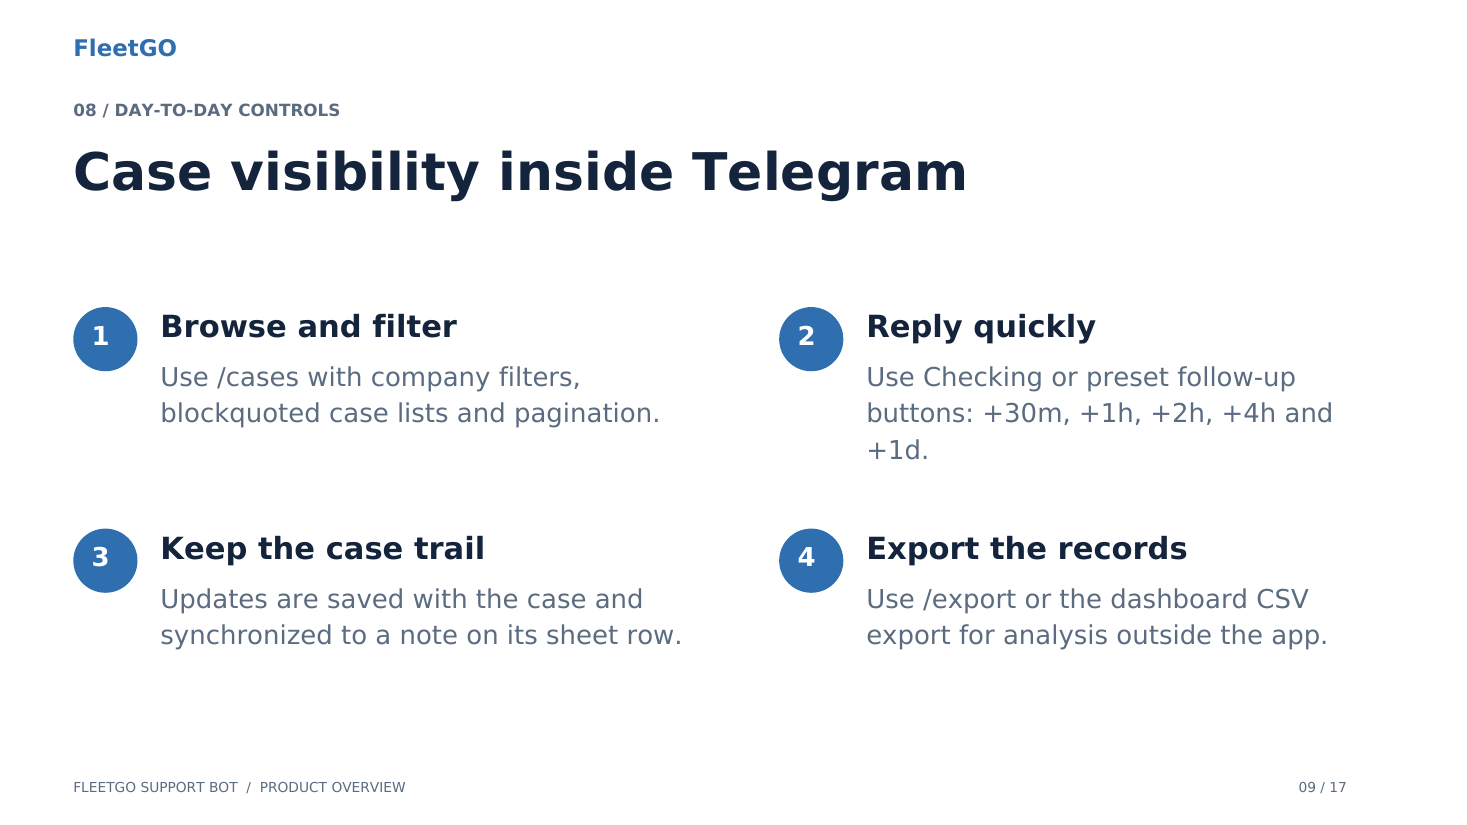 FleetGO
08 / DAY-TO-DAY CONTROLS
Case visibility inside Telegram
1
Browse and filter
Use /cases with company filters,
blockquoted case lists and pagination.
2
Reply quickly
Use Checking or preset follow-up
buttons: +30m, +1h, +2h, +4h and
+1d.
3
Keep the case trail
Updates are saved with the case and
synchronized to a note on its sheet row.
4
Export the records
Use /export or the dashboard CSV
export for analysis outside the app.
FLEETGO SUPPORT BOT / PRODUCT OVERVIEW
09 / 17